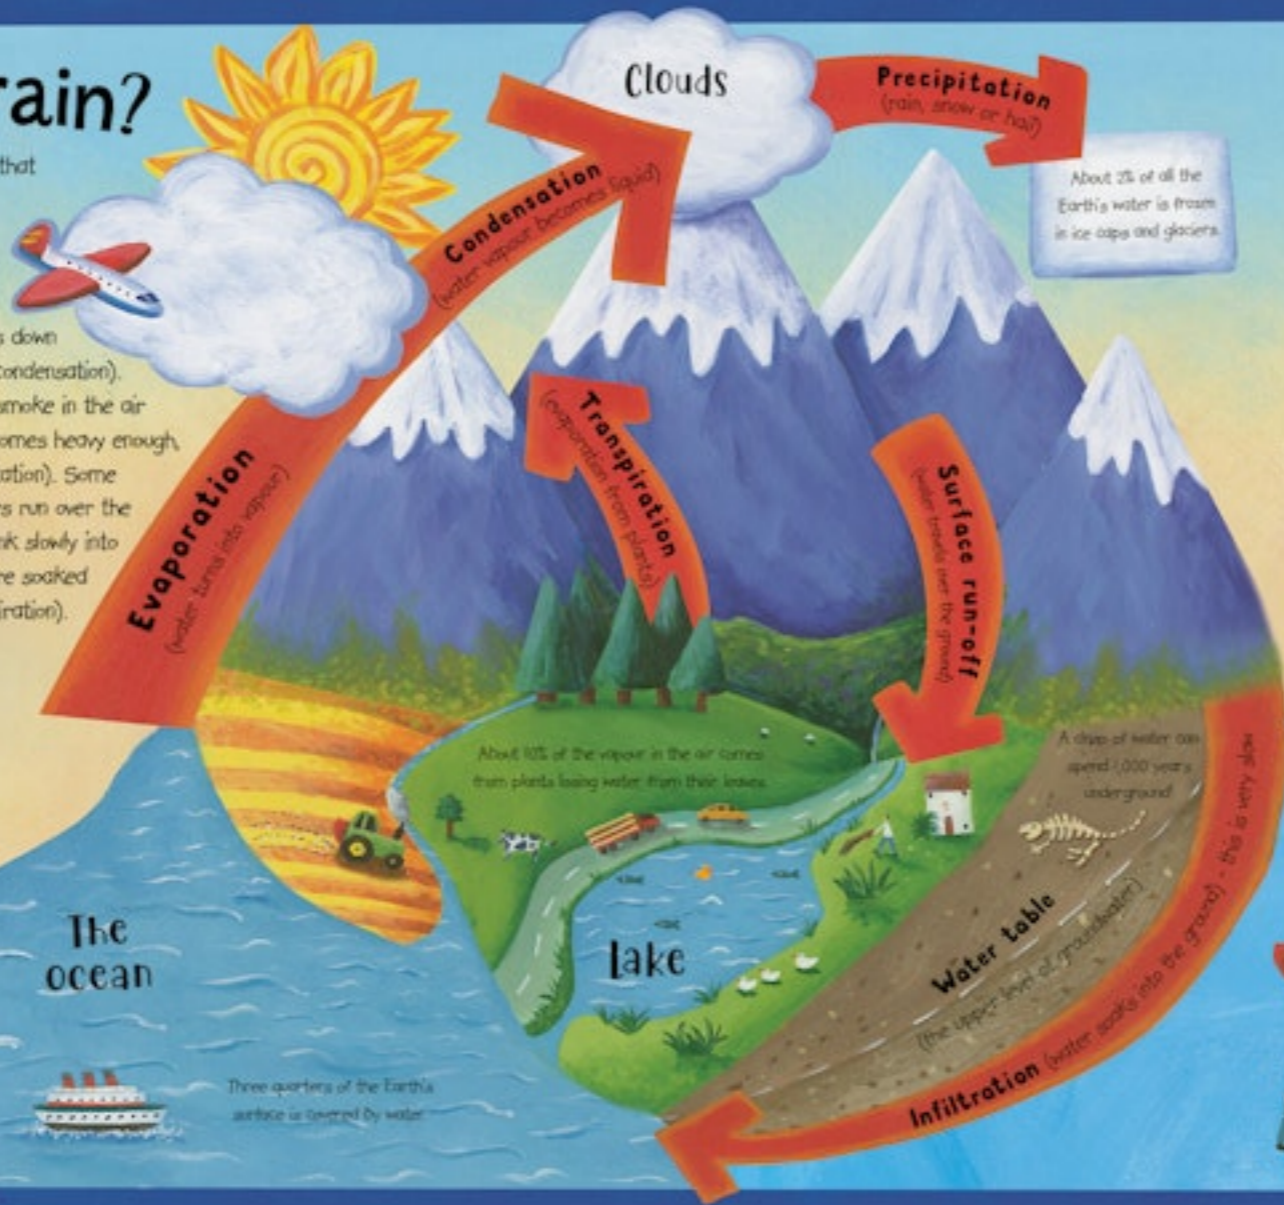 rain?
that
s down
condensation).
smoke in the air
omes heavy enough,
ation). Some
s run over the
nk slowly into
re soaked
iration).
Clouds
Precipitation
(rain, snow or hail)
About 2% of all the
Earth's water is frozen
in ice caps and glaciers.
Condensation
(water vapour becomes liquid)
Evaporation
(water turns into vapour)
Transpiration
(evaporation from plants)
Surface run-off
(water travels over the ground)
About 10% of the vapour in the air comes
from plants losing water from their leaves.
A drop of water can
spend 1,000 years
underground
The
ocean
Lake
Water table
(the upper level of groundwater)
Infiltration (water soaks into the ground) - this is very slow
Three quarters of the Earth's
surface is covered by water.